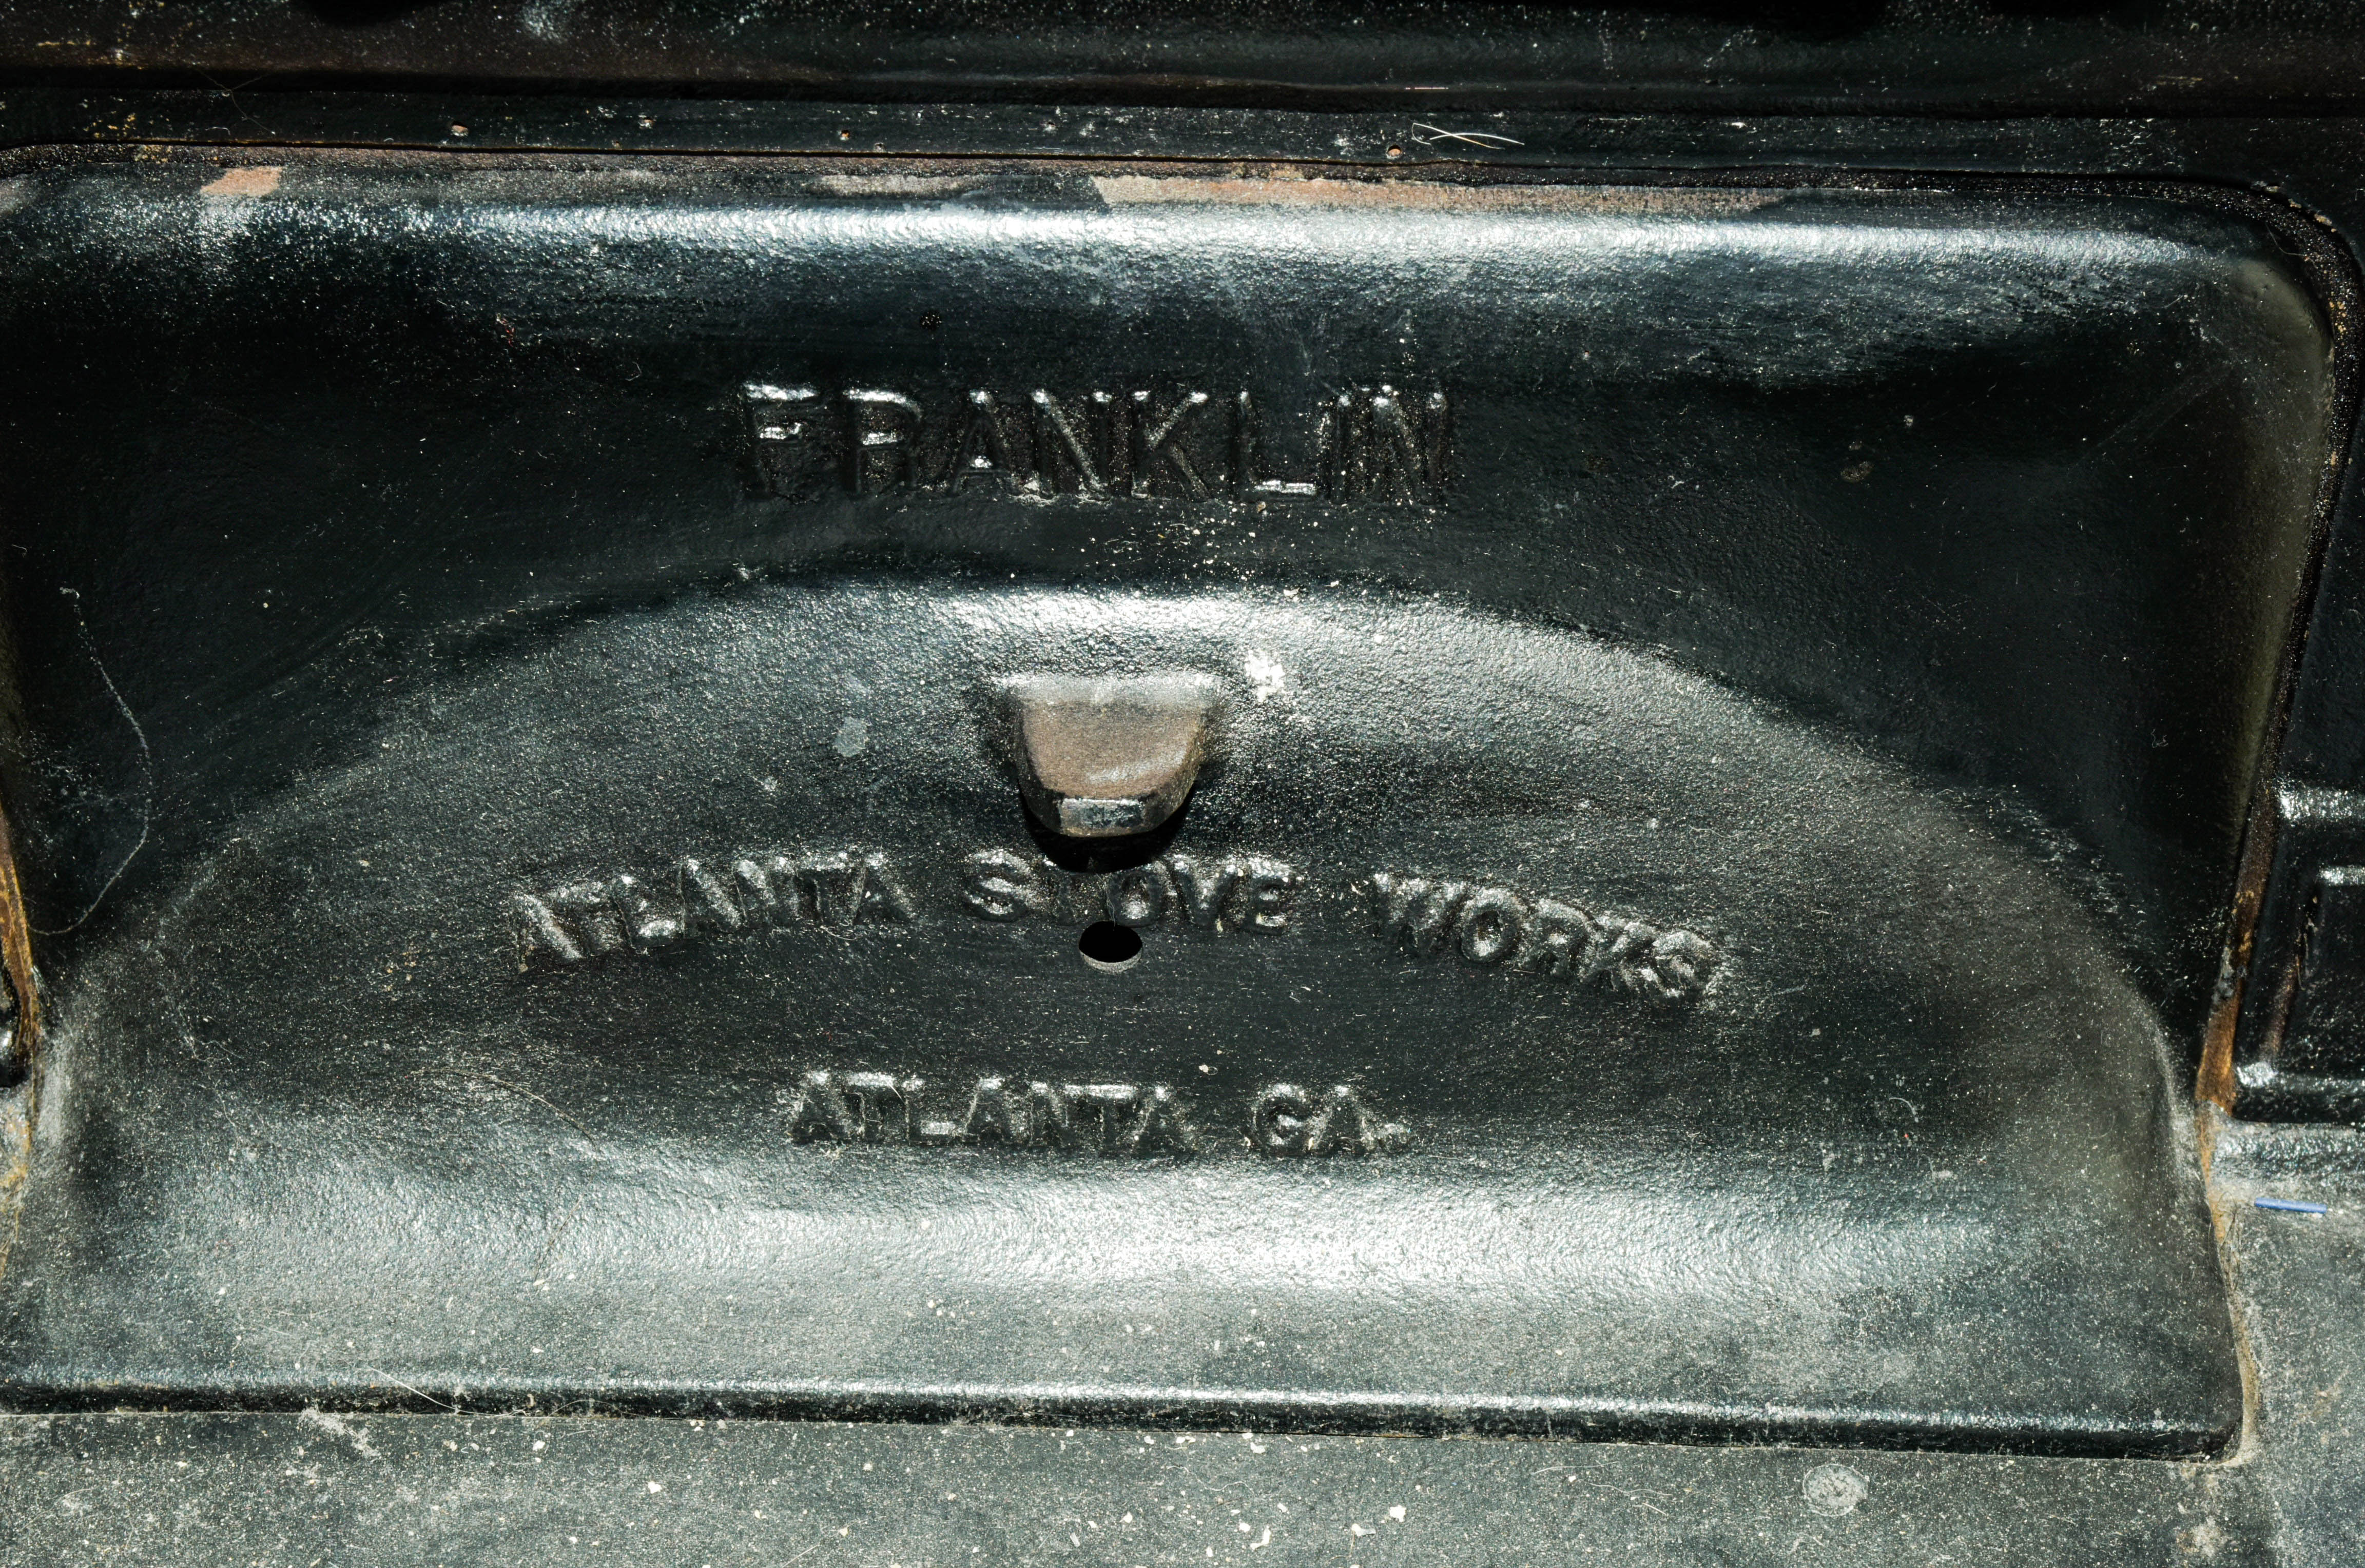 FRANKLIN
ATLANTA STOVE WORKS
ATLANTA GA.